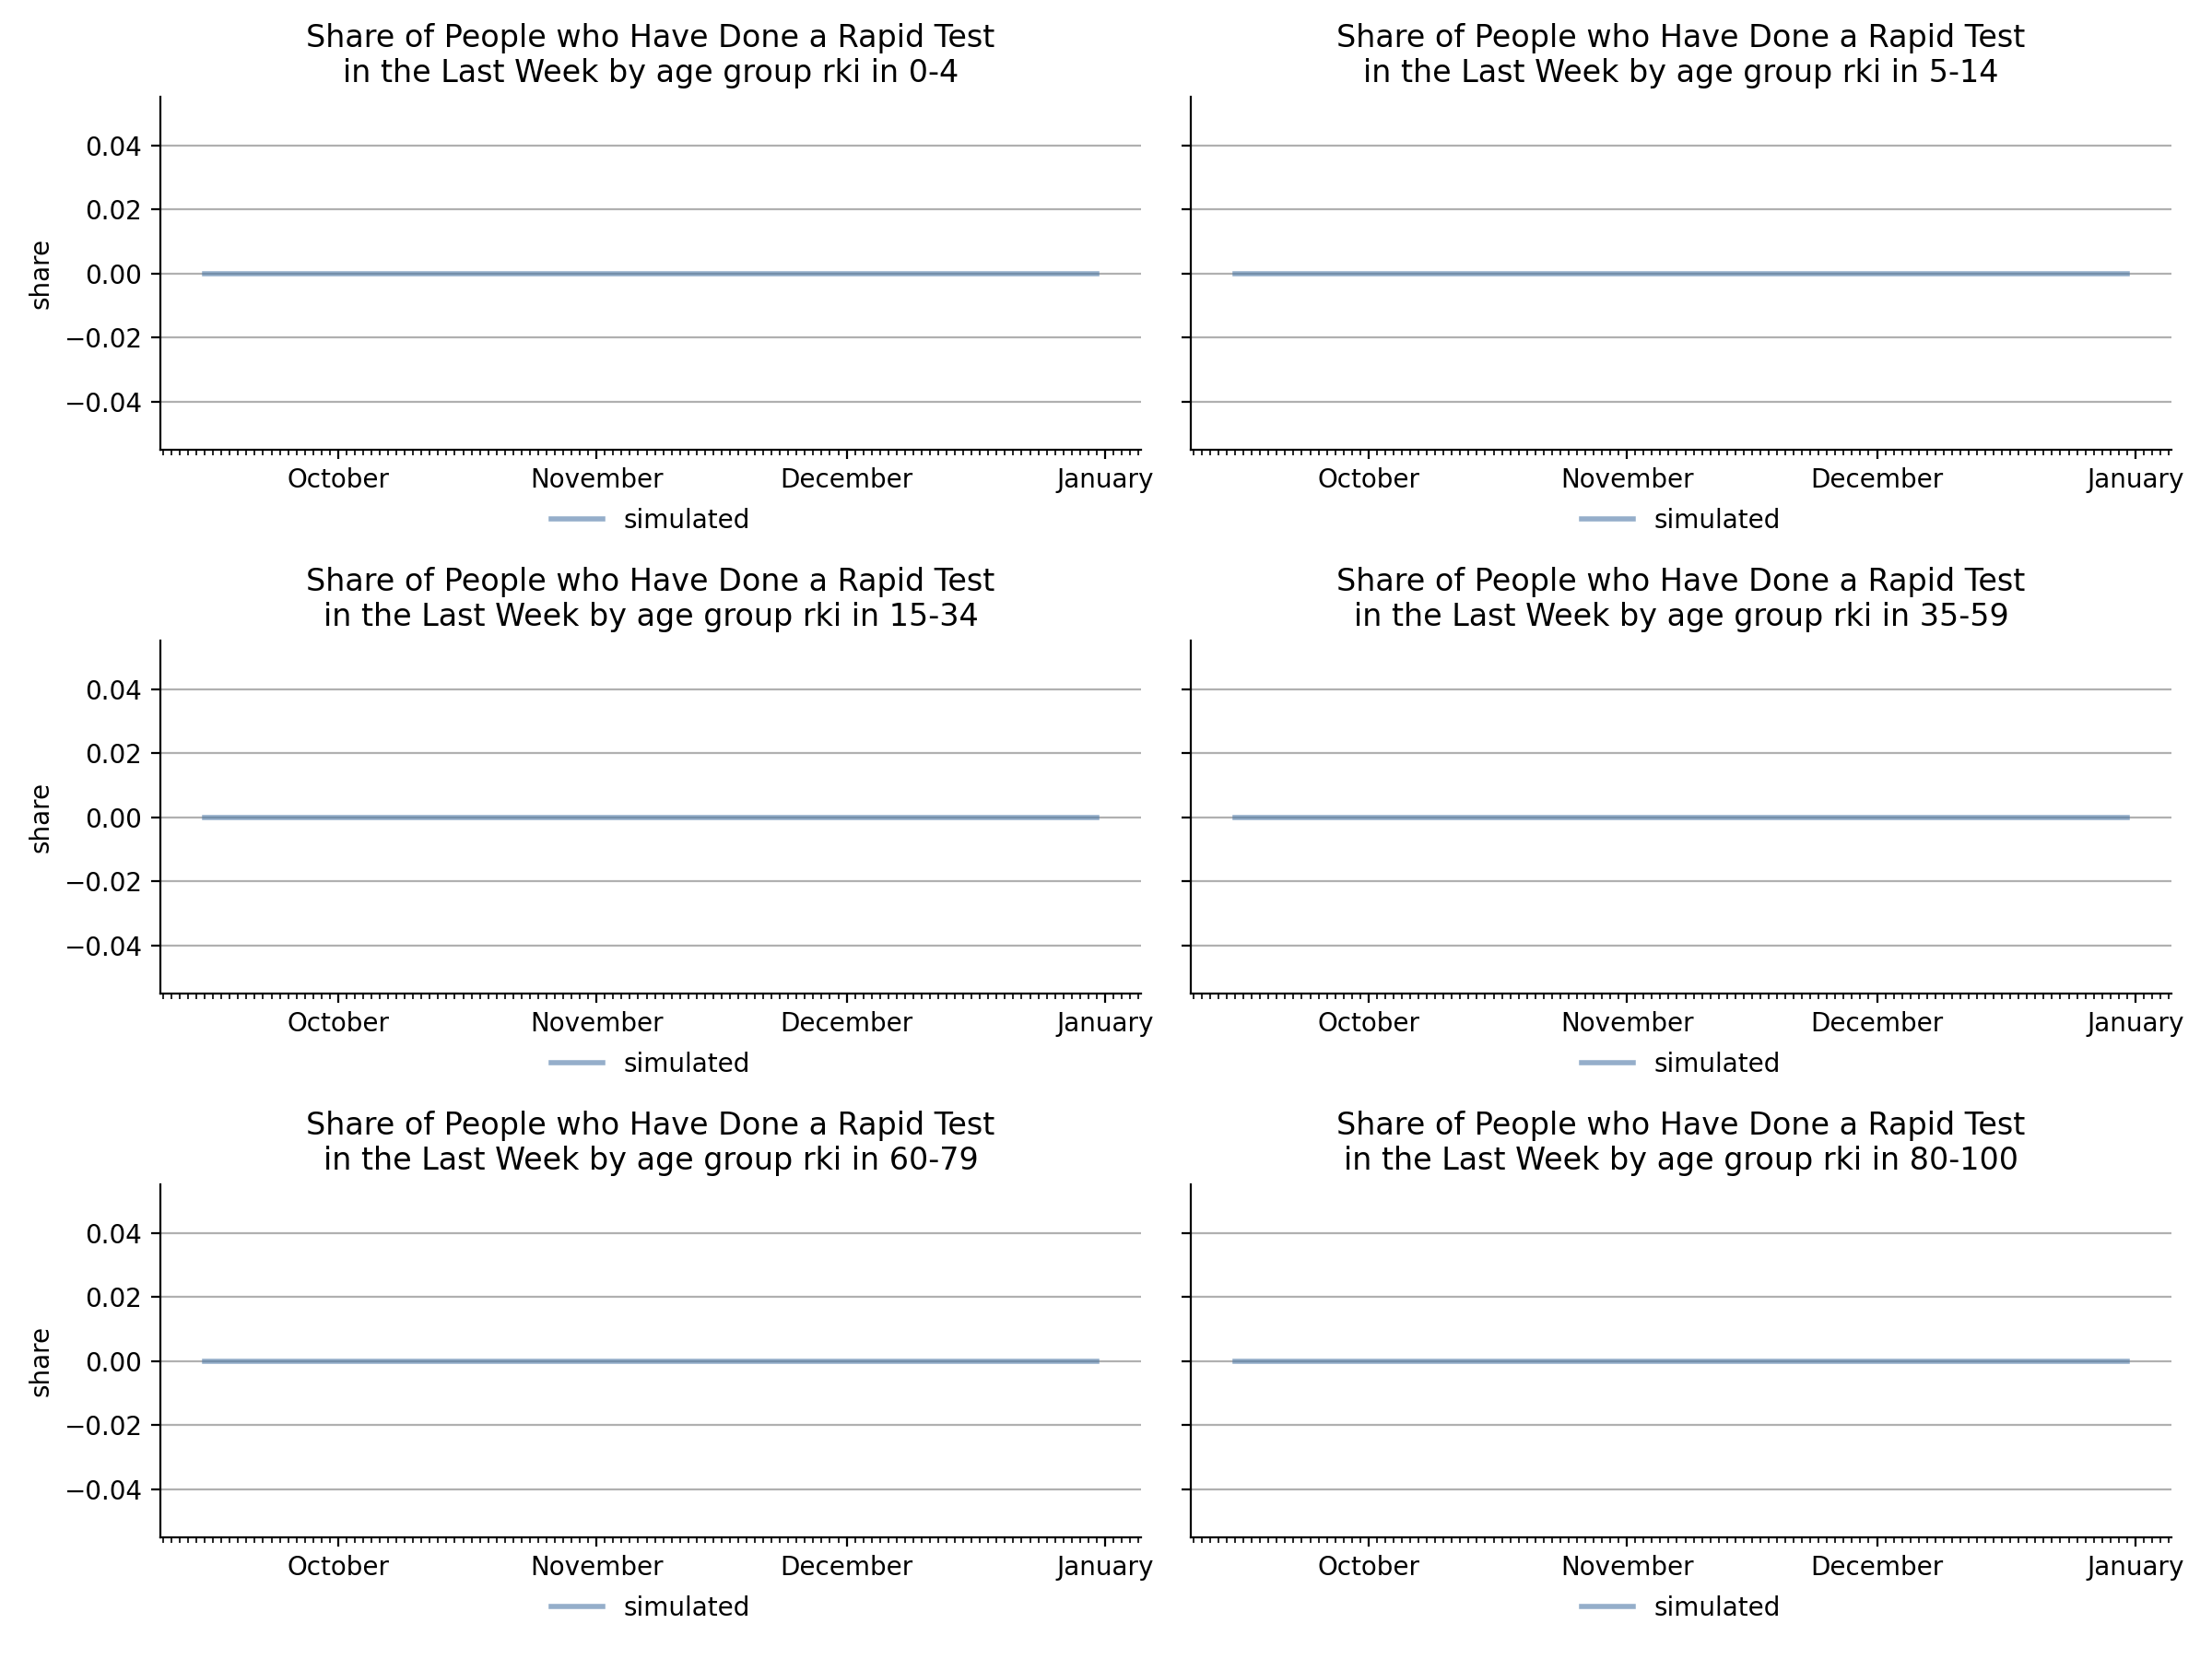 Share of People who Have Done a Rapid Test
in the Last Week by age group rki in 0-4
share
0.04
0.02
0.00
−0.02
−0.04
October November December January
simulated
Share of People who Have Done a Rapid Test
in the Last Week by age group rki in 5-14
October November December January
simulated
Share of People who Have Done a Rapid Test
in the Last Week by age group rki in 15-34
share
0.04
0.02
0.00
−0.02
−0.04
October November December January
simulated
Share of People who Have Done a Rapid Test
in the Last Week by age group rki in 35-59
October November December January
simulated
Share of People who Have Done a Rapid Test
in the Last Week by age group rki in 60-79
share
0.04
0.02
0.00
−0.02
−0.04
October November December January
simulated
Share of People who Have Done a Rapid Test
in the Last Week by age group rki in 80-100
October November December January
simulated